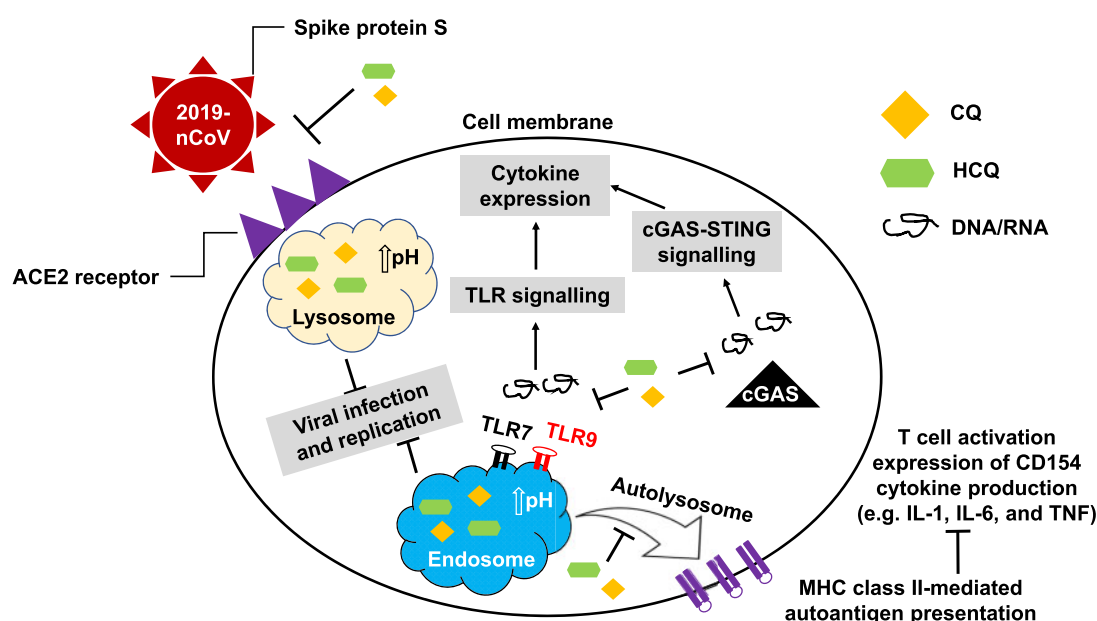 Spike protein S
2019-
nCoV
Cell membrane
CQ
HCQ
DNA/RNA
Cytokine
expression
cGAS-STING
signalling
ACE2 receptor
pH
Lysosome
TLR signalling
cGAS
Viral infection
and replication
TLR7
TLR9
pH
Endosome
Autolysosome
T cell activation
expression of CD154
cytokine production
(e.g. IL-1, IL-6, and TNF)
MHC class II-mediated
autoantigen presentation